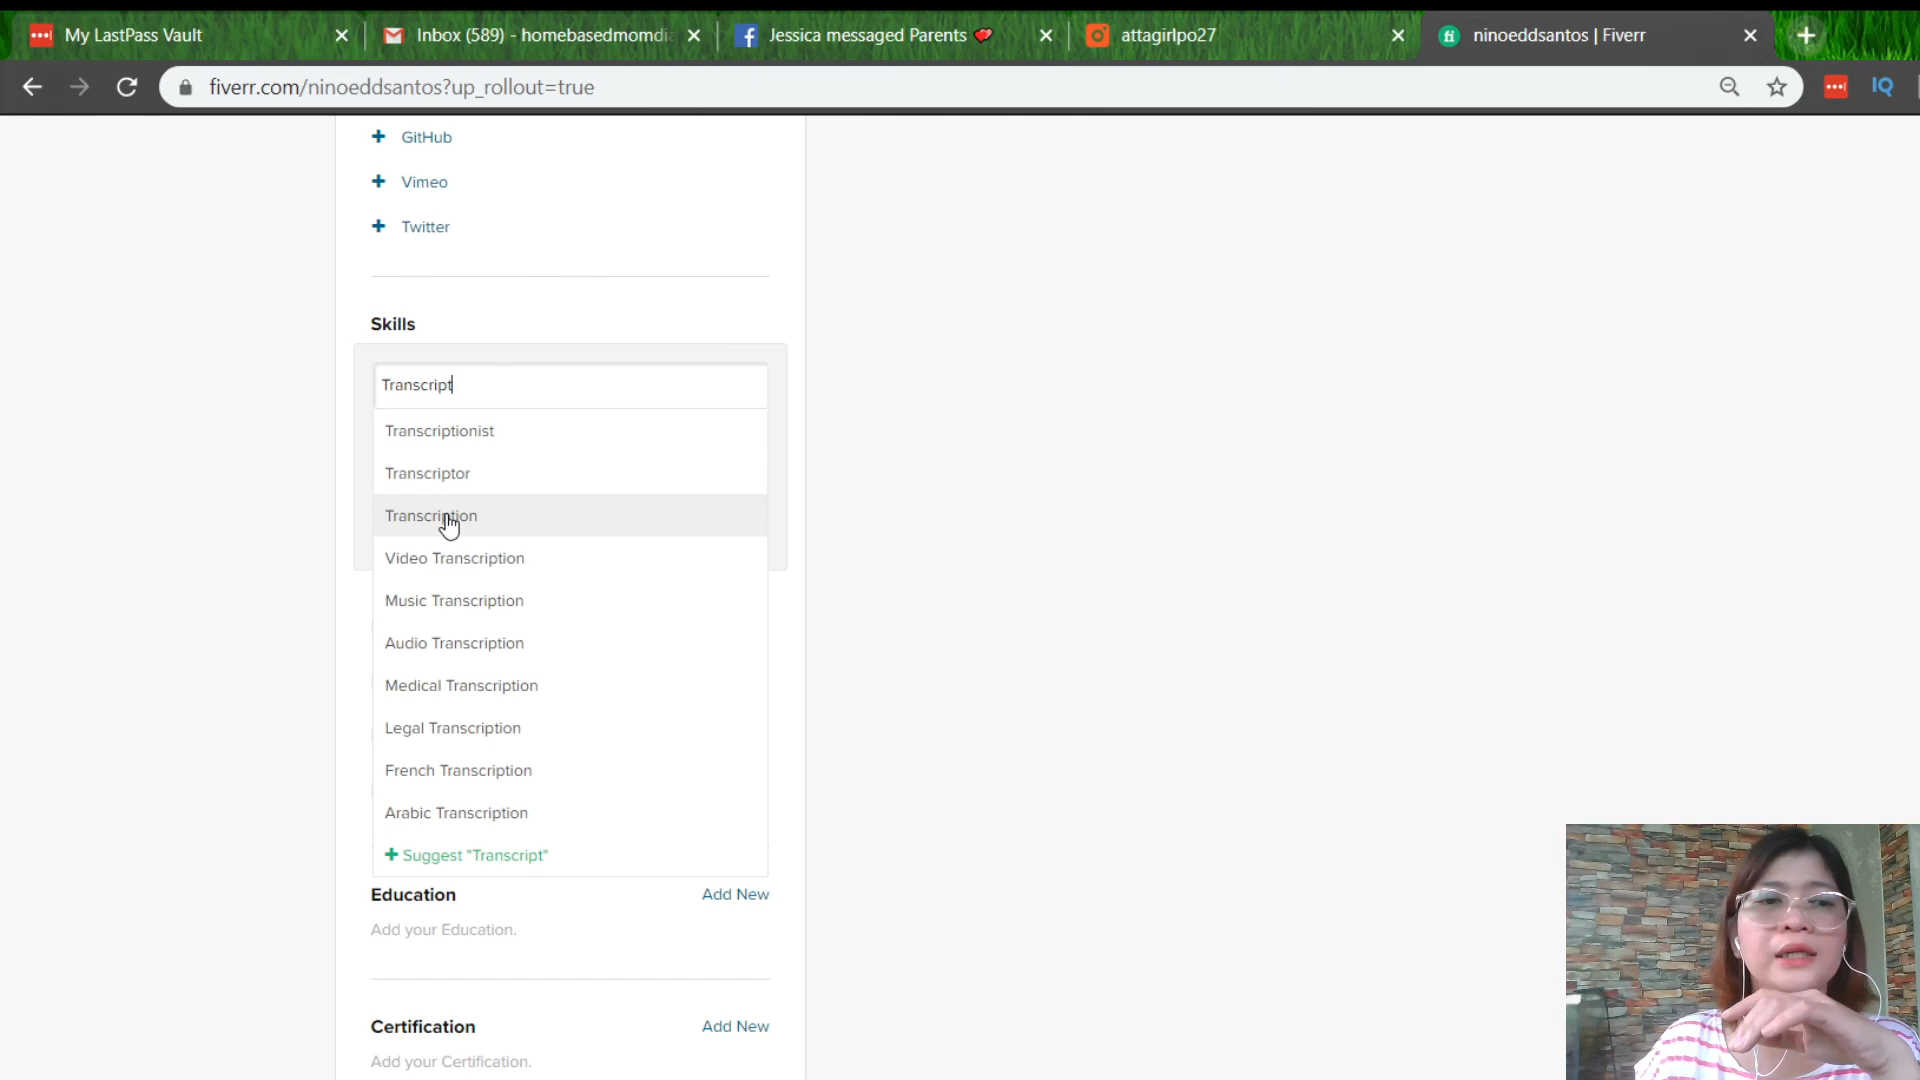 My LastPass Vault
Inbox (589) - homebasedmomdia
Jessica messaged Parents
attagirlpo27
ninoeddsantos | Fiverr
fiverr.com/ninoeddsantos?up_rollout=true
IQ
GitHub
Vimeo
Twitter
Skills
Transcript
Transcriptionist
Transcriptor
Transcription
Video Transcription
Music Transcription
Audio Transcription
Medical Transcription
Legal Transcription
French Transcription
Arabic Transcription
+ Suggest "Transcript"
Education Add New
Add your Education.
Certification Add New
Add your Certification.